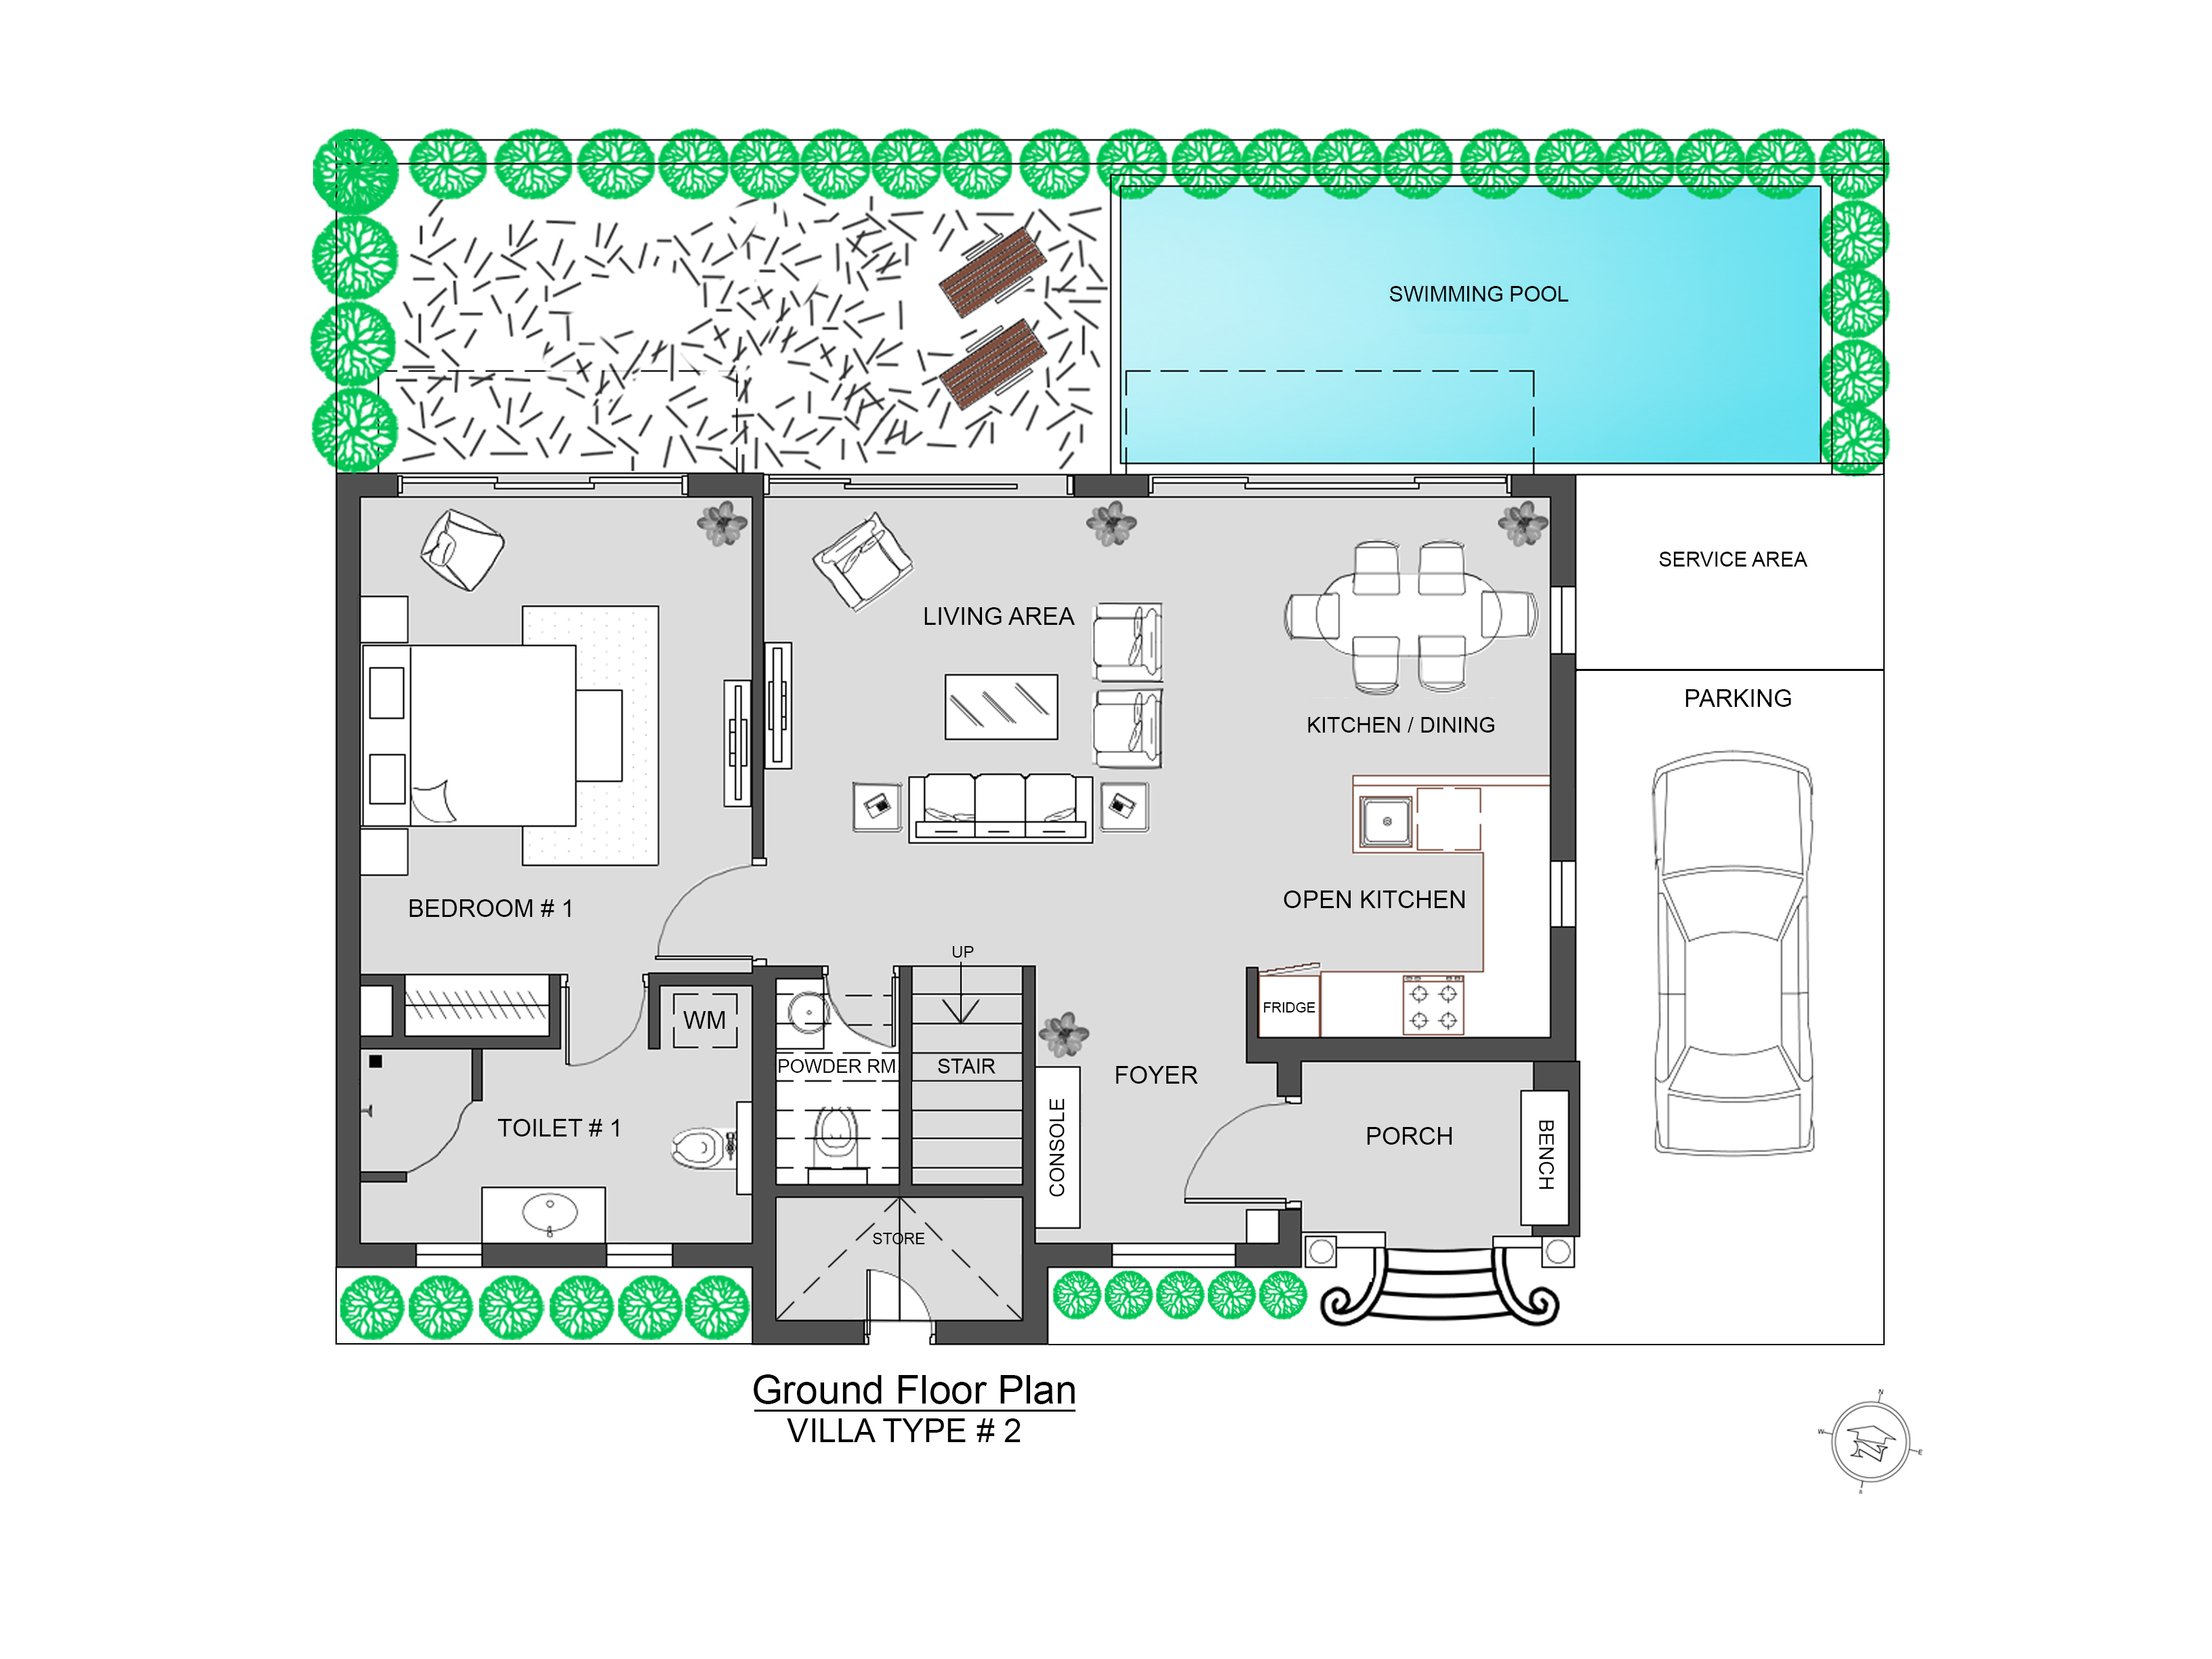 SWIMMING POOL
SERVICE AREA
LIVING AREA
PARKING
KITCHEN / DINING
OPEN KITCHEN
BEDROOM # 1
UP
FRIDGE
WM
POWDER RM.
STAIR
FOYER
TOILET # 1
CONSOLE
PORCH
BENCH
STORE
Ground Floor Plan
VILLA TYPE # 2
N
W
E
S
N